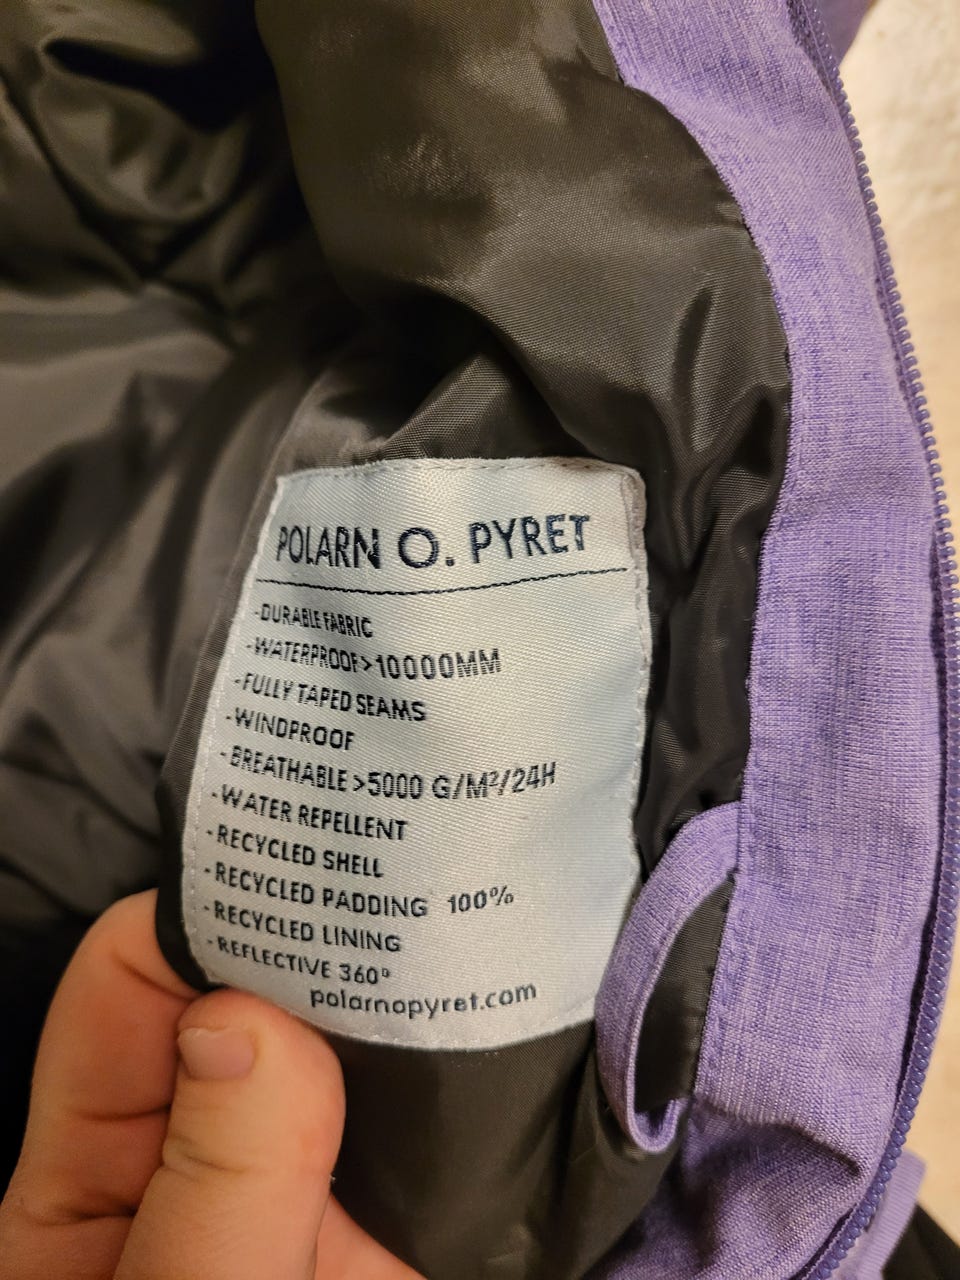 POLARN O. PYRET
-DURABLE FABRIC
-WATERPROOF>10000MM
-FULLY TAPED SEAMS
-WINDPROOF
-BREATHABLE >5000 G/M²/24H
-WATER REPELLENT
-RECYCLED SHELL
-RECYCLED PADDING 100%
-RECYCLED LINING
-REFLECTIVE 360°
polarnopyret.com